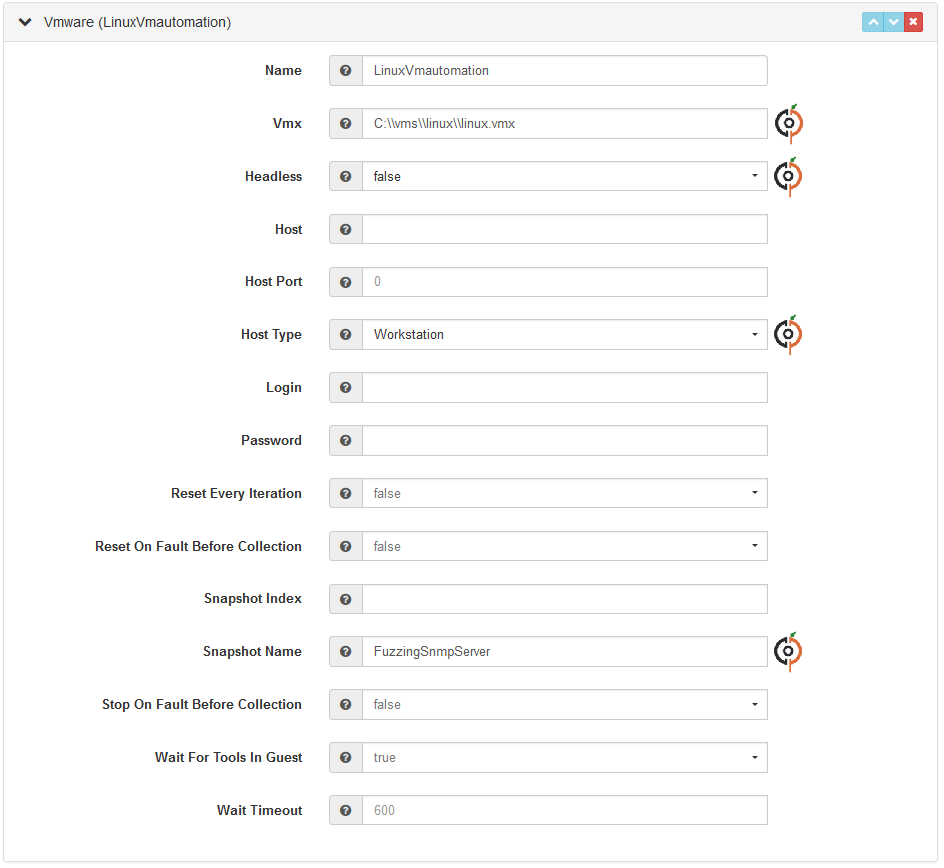 Vmware (LinuxVmautomation)
Name LinuxVmautomation
Vmx C:\\vms\\linux\\linux.vmx
Headless false
Host
Host Port 0
Host Type Workstation
Login
Password
Reset Every Iteration false
Reset On Fault Before Collection false
Snapshot Index
Snapshot Name FuzzingSnmpServer
Stop On Fault Before Collection false
Wait For Tools In Guest true
Wait Timeout 600